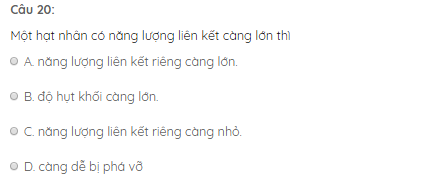 Câu 20:
Một hạt nhân có năng lượng liên kết càng lớn thì
A. năng lượng liên kết riêng càng lớn.
B. độ hụt khối càng lớn.
C. năng lượng liên kết riêng càng nhỏ.
D. càng dễ bị phá vỡ